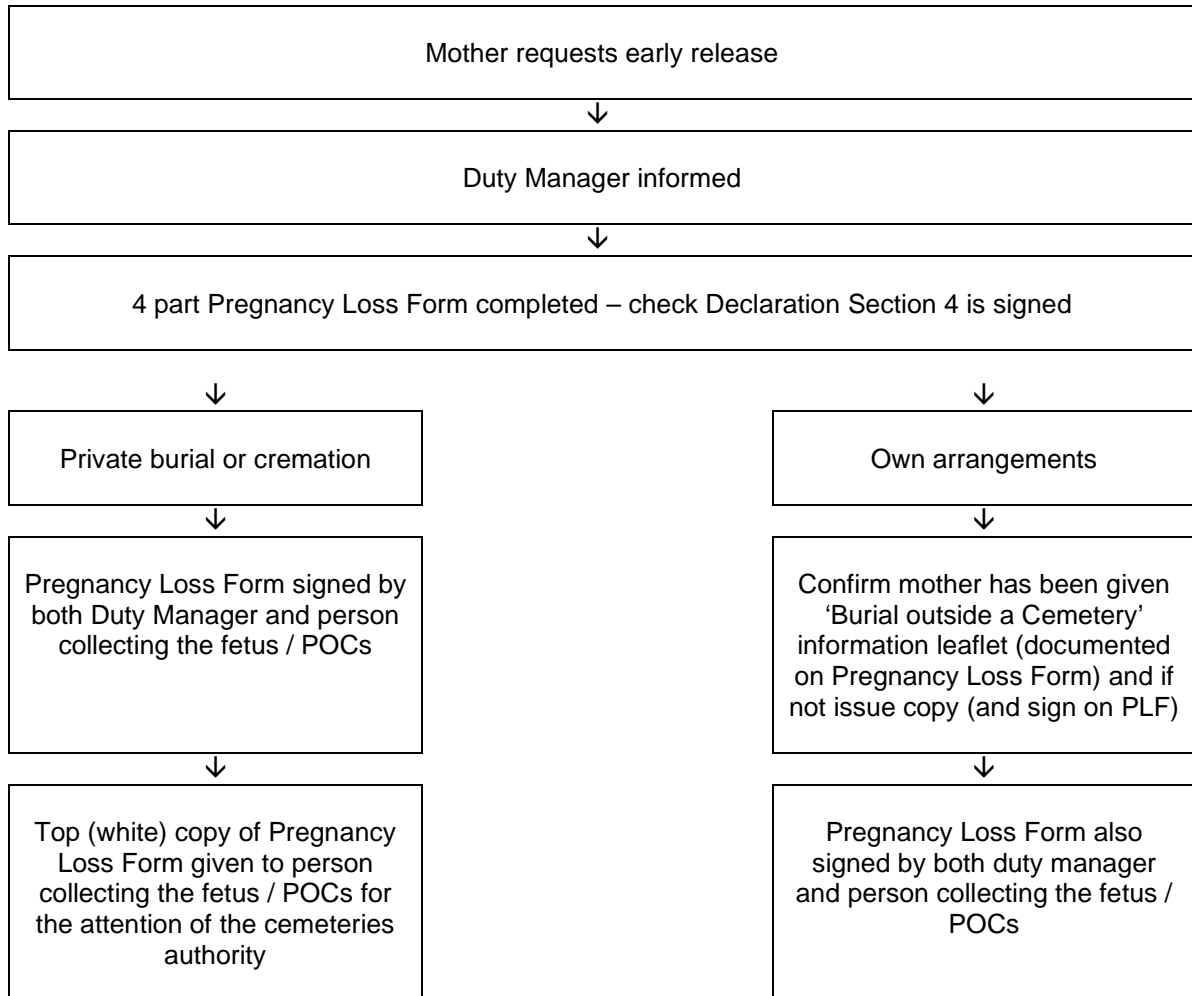 Mother requests early release
↓
Duty Manager informed
↓
4 part Pregnancy Loss Form completed – check Declaration Section 4 is signed
↓
Private burial or cremation
↓
Pregnancy Loss Form signed by
both Duty Manager and person
collecting the fetus / POCs
↓
Top (white) copy of Pregnancy
Loss Form given to person
collecting the fetus / POCs for
the attention of the cemeteries
authority
↓
Own arrangements
↓
Confirm mother has been given
‘Burial outside a Cemetery’
information leaflet (documented
on Pregnancy Loss Form) and if
not issue copy (and sign on PLF)
↓
Pregnancy Loss Form also
signed by both duty manager
and person collecting the fetus /
POCs